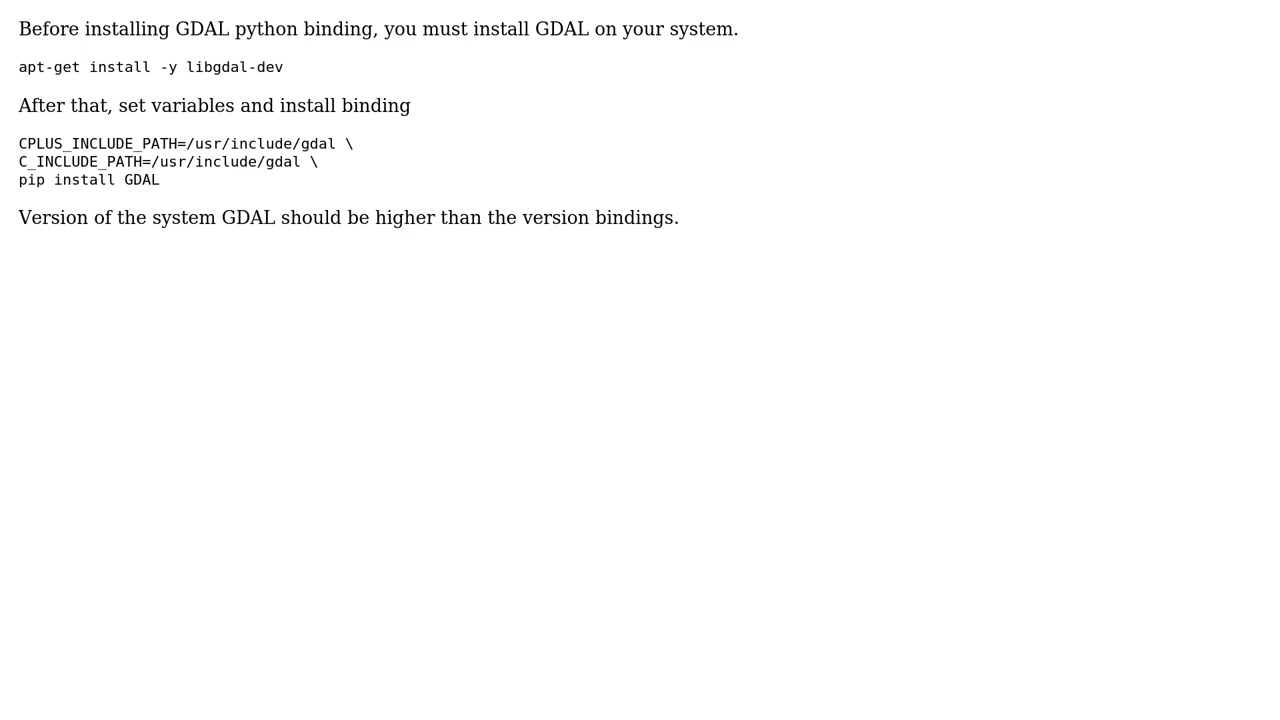 Before installing GDAL python binding, you must install GDAL on your system.
apt-get install -y libgdal-dev
After that, set variables and install binding
CPLUS_INCLUDE_PATH=/usr/include/gdal \
C_INCLUDE_PATH=/usr/include/gdal \
pip install GDAL
Version of the system GDAL should be higher than the version bindings.